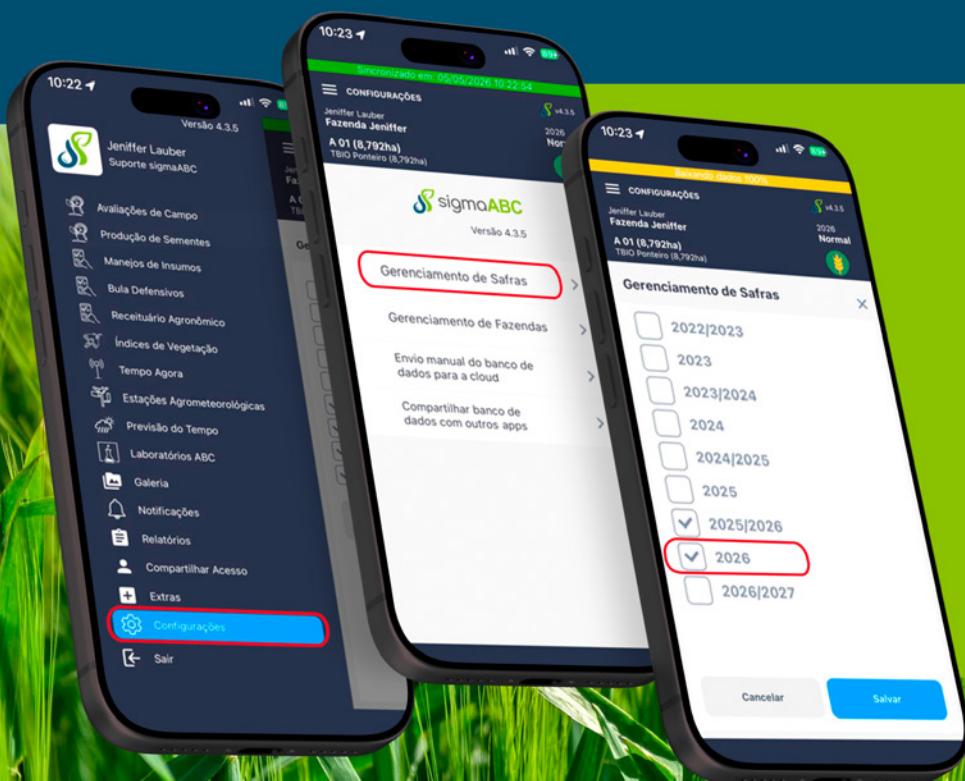 10:22
Versão 4.3.5
Jeniffer Lauber
Suporte sigmaABC
Avaliações de Campo
Produção de Sementes
Manejos de Insumos
Bula Defensivos
Receituário Agronômico
Índices de Vegetação
Tempo Agora
Estações Agrometeorológicas
Previsão do Tempo
Laboratórios ABC
Galeria
Notificações
Relatórios
Compartilhar Acesso
Extras
Configurações
Sair
10:23
Sincronizado em: 05/05/2026 10:22:54
CONFIGURAÇÕES
v4.3.5
Jeniffer Lauber
Fazenda Jeniffer
2026
A 01 (8,792ha)
TBIO Ponteiro (8,792ha)
sigmaABC
Versão 4.3.5
Gerenciamento de Safras
Gerenciamento de Fazendas
Envio manual do banco de
dados para a cloud
Compartilhar banco de
dados com outros apps
10:23
Baixando dados 100%
CONFIGURAÇÕES
v4.3.5
Jeniffer Lauber
Fazenda Jeniffer
2026
Normal
A 01 (8,792ha)
TBIO Ponteiro (8,792ha)
Gerenciamento de Safras
2022/2023
2023
2023/2024
2024
2024/2025
2025
2025/2026
2026
2026/2027
Cancelar
Salvar